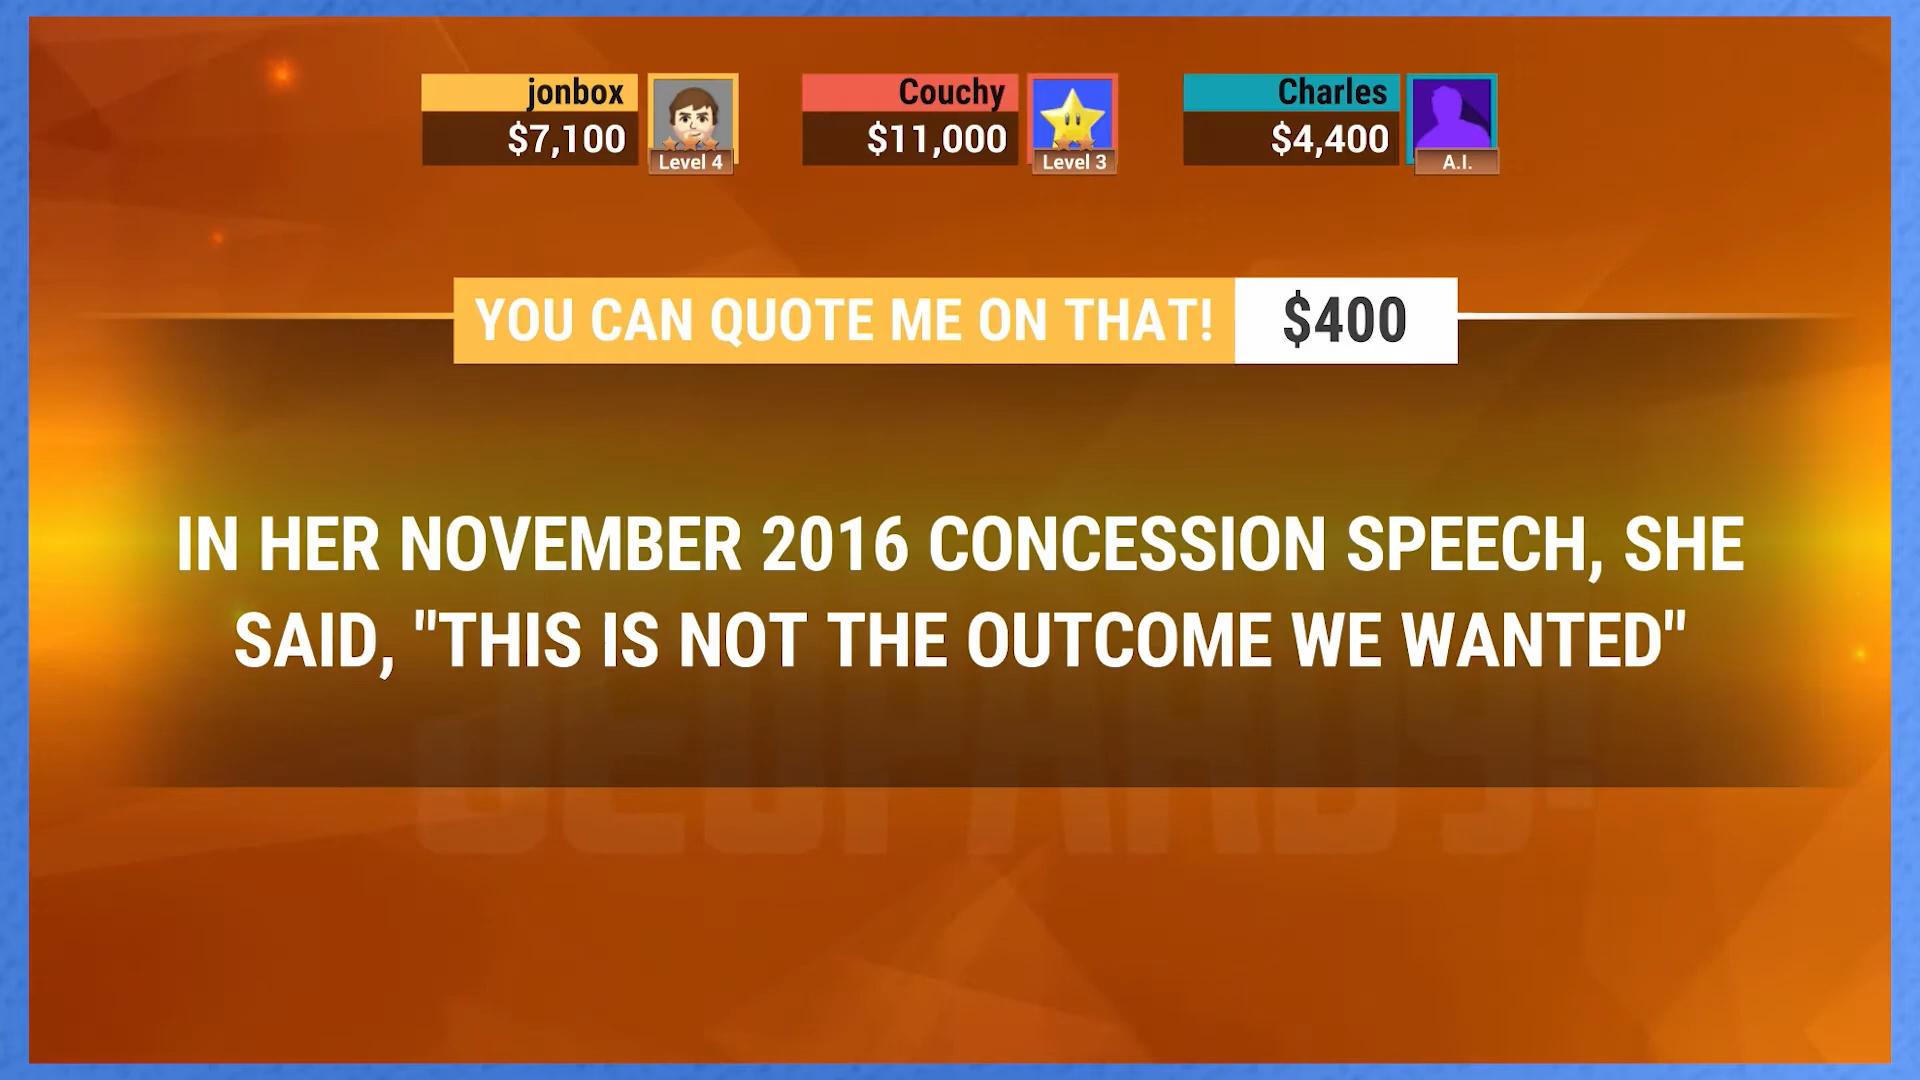 jonbox
$7,100
Level 4
Couchy
$11,000
Level 3
Charles
$4,400
A.I.
YOU CAN QUOTE ME ON THAT! $400
IN HER NOVEMBER 2016 CONCESSION SPEECH, SHE
SAID, "THIS IS NOT THE OUTCOME WE WANTED"
JEOPARDY!